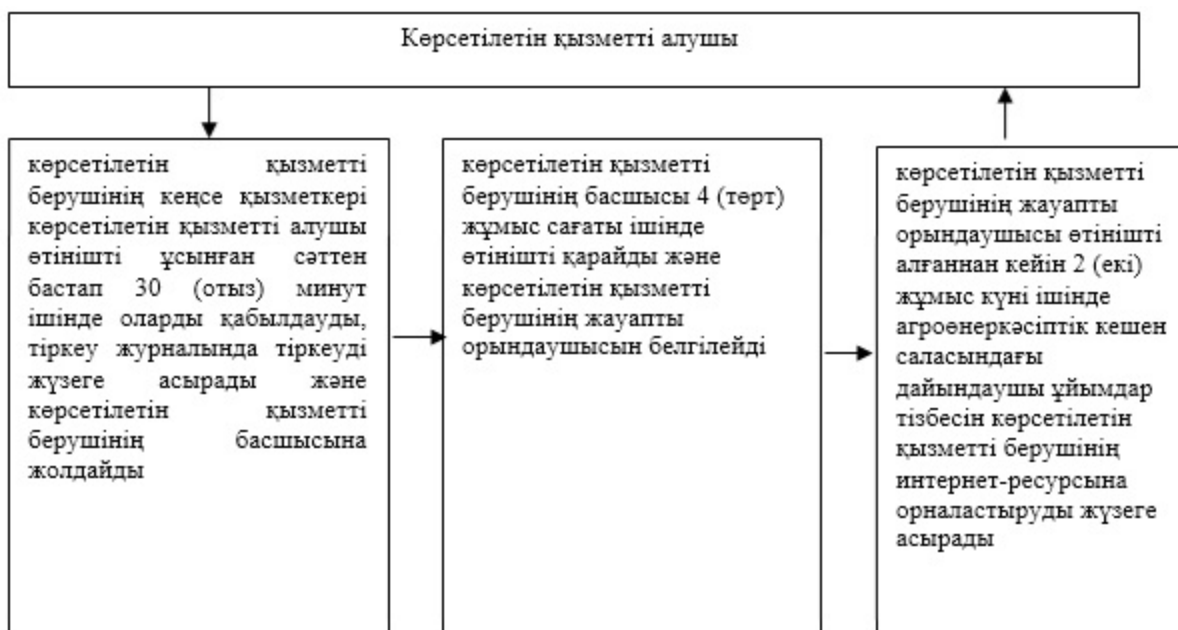 Көрсетілетін қызметті алушы
көрсетілетін қызметті
берушінің кеңсе қызметкері
көрсетілетін қызметті алушы
өтінішті ұсынған сәттен
бастап 30 (отыз) минут
ішінде оларды қабылдауды,
тіркеу журналында тіркеуді
жүзеге асырады және
көрсетілетін қызметті
берушінің басшысына
жолдайды
көрсетілетін қызметті
берушінің басшысы 4 (төрт)
жұмыс сағаты ішінде
өтінішті қарайды және
көрсетілетін қызметті
берушінің жауапты
орындаушысын белгілейді
көрсетілетін қызметті
берушінің жауапты
орындаушысы өтінішті
алғаннан кейін 2 (екі)
жұмыс күні ішінде
агроөнеркәсіптік кешен
саласындағы
дайындаушы ұйымдар
тізбесін көрсетілетін
қызметті берушінің
интернет-ресурсына
орналастыруды жүзеге
асырады